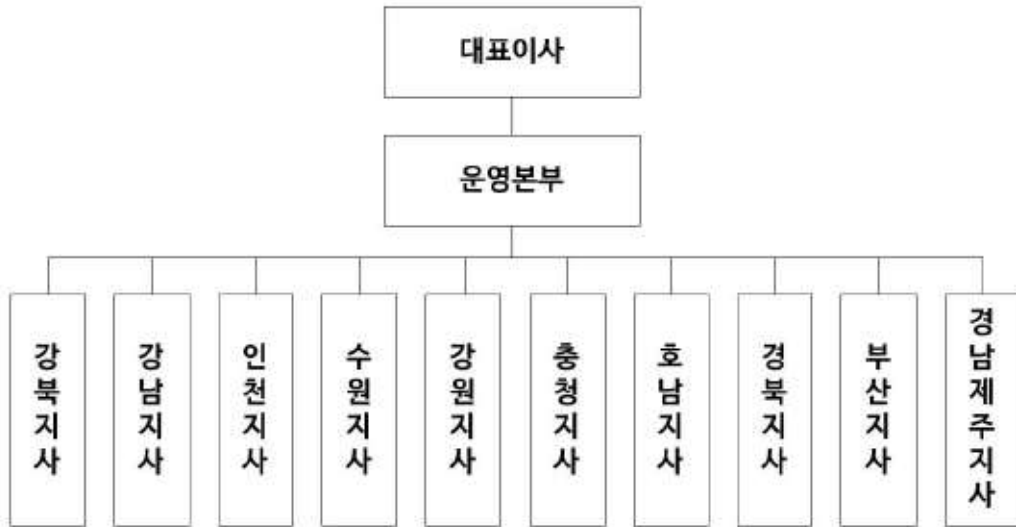 대표이사
운영본부
강북지사
강남지사
인천지사
수원지사
강원지사
충청지사
호남지사
경북지사
부산지사
경남제주지사